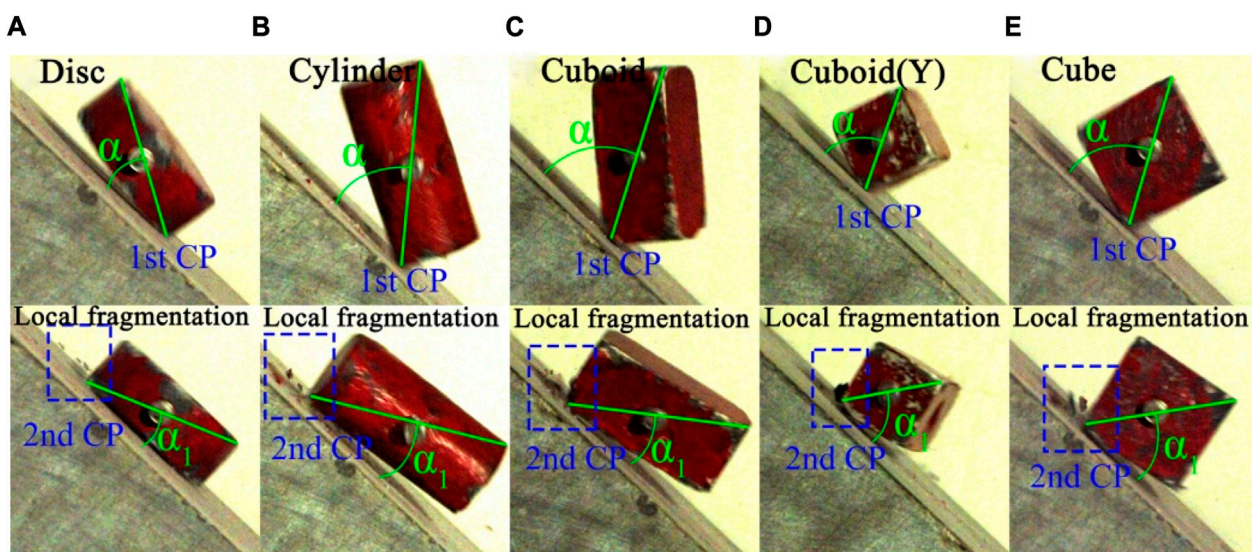 A
B
C
D
E
Disc
Cylinder
Cuboid
Cuboid(Y)
Cube
α
α
α
α
α
1st CP
1st CP
1st CP
1st CP
1st CP
Local fragmentation
Local fragmentation
Local fragmentation
Local fragmentation
Local fragmentation
2nd CP
2nd CP
2nd CP
2nd CP
2nd CP
α1
α1
α1
α1
α1